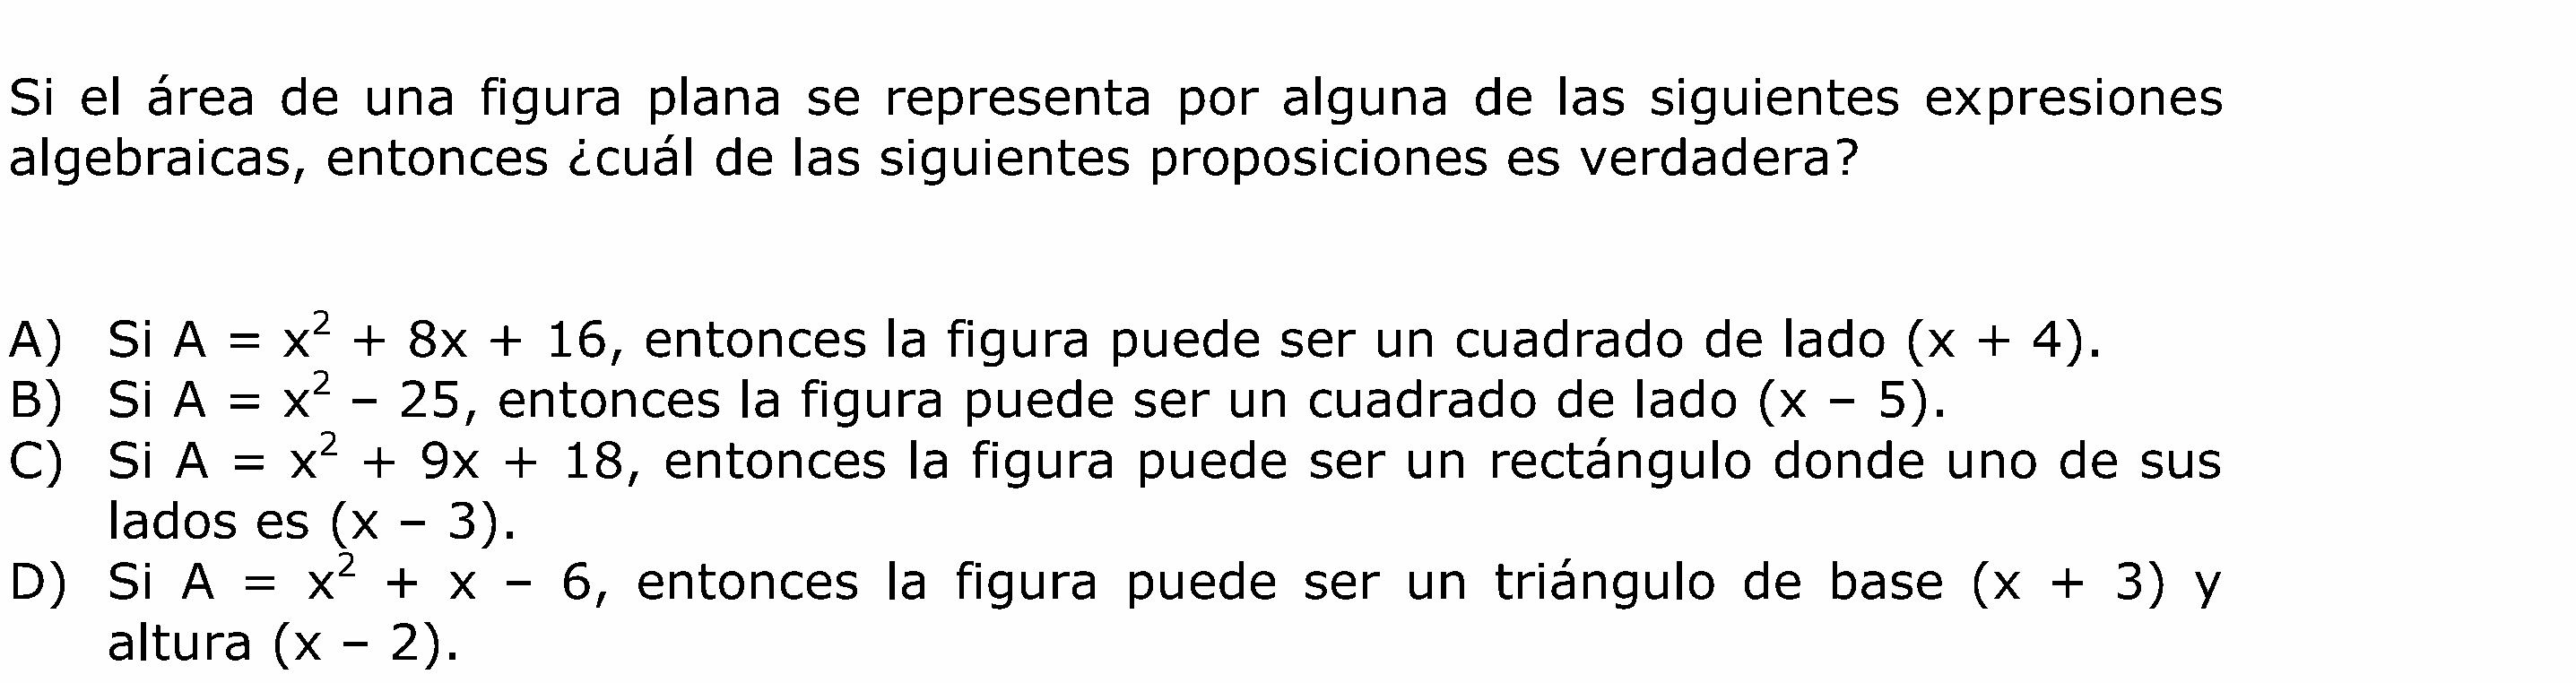 Si el área de una figura plana se representa por alguna de las siguientes expresiones
algebraicas, entonces ¿cuál de las siguientes proposiciones es verdadera?
A) Si A = x² + 8x + 16, entonces la figura puede ser un cuadrado de lado (x + 4).
B) Si A = x² – 25, entonces la figura puede ser un cuadrado de lado (x – 5).
C) Si A = x² + 9x + 18, entonces la figura puede ser un rectángulo donde uno de sus
lados es (x – 3).
D) Si A = x² + x – 6, entonces la figura puede ser un triángulo de base (x + 3) y
altura (x – 2).